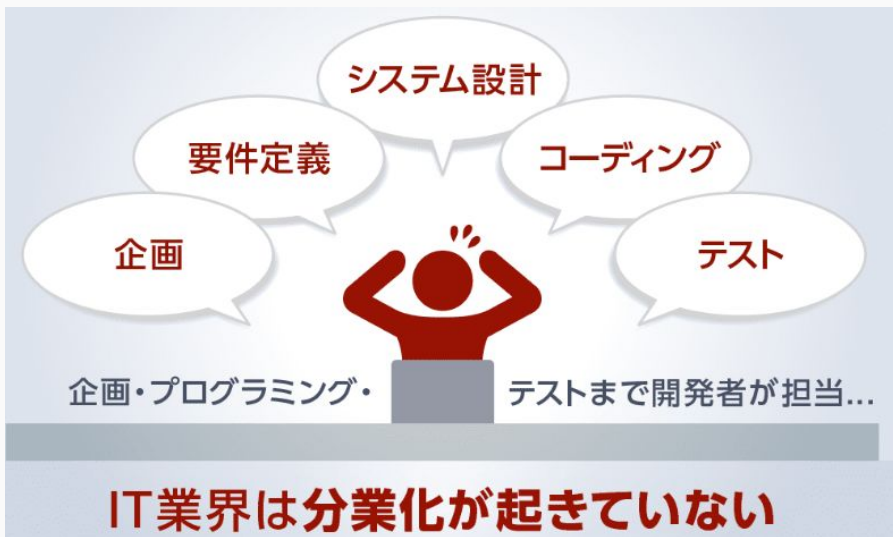 システム設計
要件定義
コーディング
企画
テスト
企画・プログラミング・
テストまで開発者が担当...
IT業界は分業化が起きていない